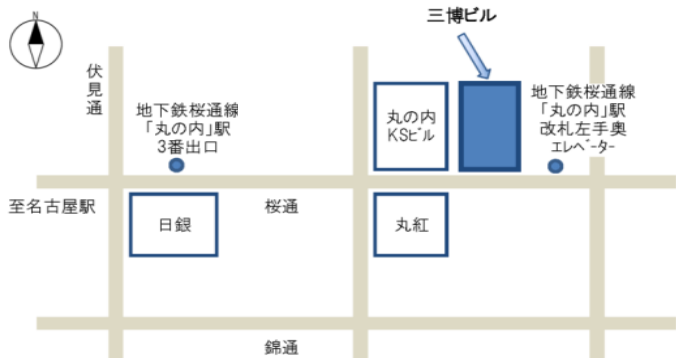 N
三博ビル
伏見通
地下鉄桜通線
「丸の内」駅
3番出口
丸の内
KSビル
地下鉄桜通線
「丸の内」駅
改札左手奥
エレベーター
至名古屋駅
日銀
桜通
丸紅
錦通